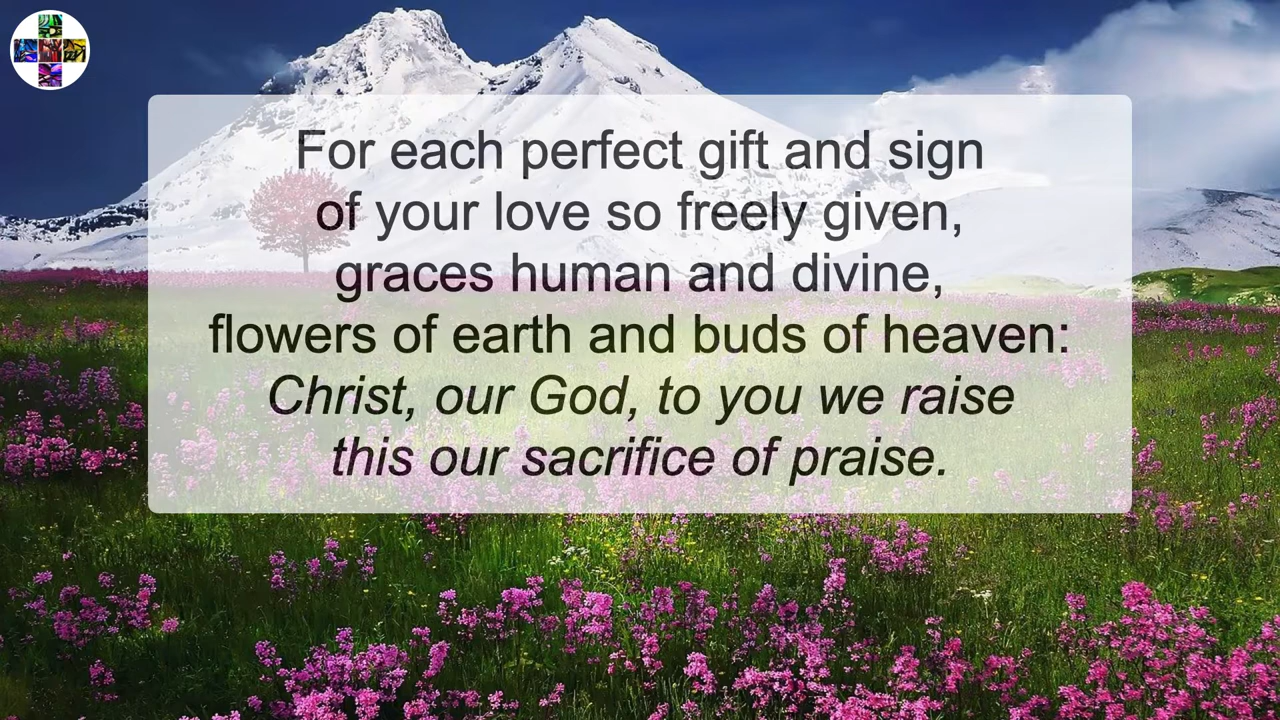 For each perfect gift and sign
of your love so freely given,
graces human and divine,
flowers of earth and buds of heaven:
Christ, our God, to you we raise
this our sacrifice of praise.